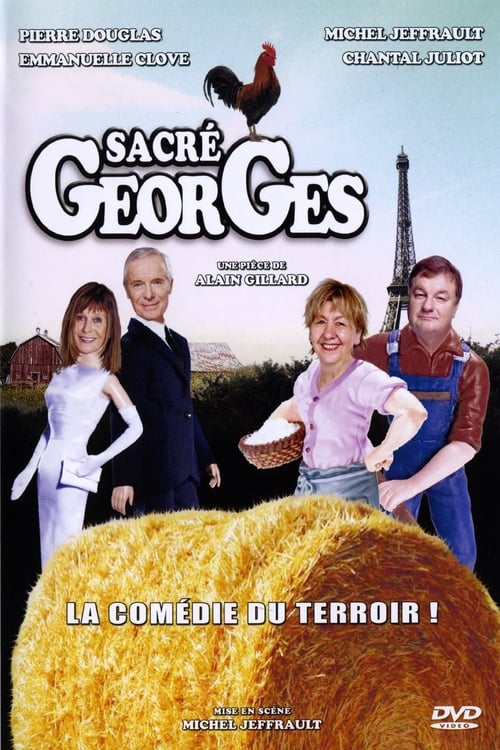 PIERRE DOUGLAS
EMMANUELLE CLOVE
MICHEL JEFFRAULT
CHANTAL JULIOT
SACRÉ
GEORGES
UNE PIÈCE DE
ALAIN GILLARD
LA COMÉDIE DU TERROIR !
MISE EN SCÈNE
MICHEL JEFFRAULT
DVD
VIDEO